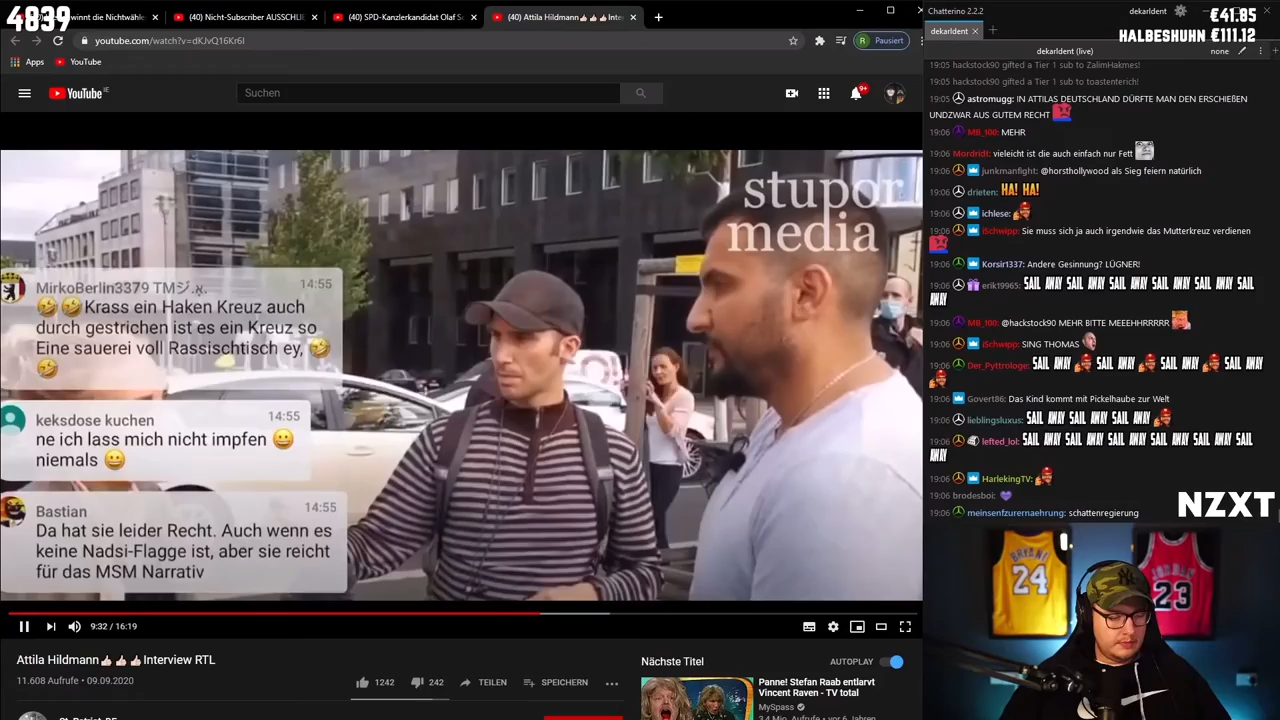 4839
(40) Nicht-Subscriber AUSSCHLIE
(40) SPD-Kanzlerkandidat Olaf S
(40) Attila Hildmann👍🏻👍🏻👍🏻Inter
youtube.com/watch?v=dKJvQ16Kr6I
R Pausiert
Apps
YouTube
YouTube IE
Suchen
9+
stupor
media
MirkoBerlin3379 TMジ.א.
14:55
🤣🤣Krass ein Haken Kreuz auch
durch gestrichen ist es ein Kreuz so
Eine sauerei voll Rassischtisch ey,🤣
🤣
keksdose kuchen
14:55
ne ich lass mich nicht impfen 😀
niemals 😀
Bastian
14:55
Da hat sie leider Recht. Auch wenn es
keine Nadsi-Flagge ist, aber sie reicht
für das MSM Narrativ
9:32 / 16:19
Attila Hildmann👍🏻👍🏻👍🏻Interview RTL
11.608 Aufrufe • 09.09.2020
1242
242
TEILEN
SPEICHERN
Nächste Titel
AUTOPLAY
Panne! Stefan Raab entlarvt
Vincent Raven - TV total
MySpass
Chatterino 2.2.2
dekarldent
€41.85
HALBESHUHN €111.12
dekarldent
dekarldent (live)
none
19:05 hackstock90 gifted a Tier 1 sub to ZalimHakmes!
19:05 hackstock90 gifted a Tier 1 sub to toastenterich!
19:05 astromugg: IN ATTILAS DEUTSCHLAND DÜRFTE MAN DEN ERSCHIEßEN
UNDZWAR AUS GUTEM RECHT
19:06 MB_100: MEHR
Mordridt: vieleicht ist die auch einfach nur Fett
19:06 junkmanfight: @horsthollywood als Sieg feiern natürlich
19:06 drieten: HA! HA!
19:06 ichlese:
19:06 iSchwipp: Sie muss sich ja auch irgendwie das Mutterkreuz verdienen
19:06 Korsir1337: Andere Gesinnung? LÜGNER!
19:06 erik19965: SAIL AWAY SAIL AWAY SAIL AWAY SAIL AWAY SAIL AWAY SAIL
AWAY
19:06 MB_100: @hackstock90 MEHR BITTE MEEEHHRRRRR
19:06 iSchwipp: SING THOMAS
19:06 Der_Pyttrologe: SAIL AWAY SAIL AWAY SAIL AWAY SAIL AWAY
19:06 Govert86: Das Kind kommt mit Pickelhaube zur Welt
19:06 lieblingsluxus: SAIL AWAY SAIL AWAY SAIL AWAY
19:06 lefted_lol: SAIL AWAY SAIL AWAY SAIL AWAY SAIL AWAY SAIL AWAY SAIL
AWAY
19:06 HarlekingTV:
19:06 brodesboi: 💜
19:06 meinsenfzurernaehrung: schattenregierung
NZXT
BRYANT
24
JORDAN
23